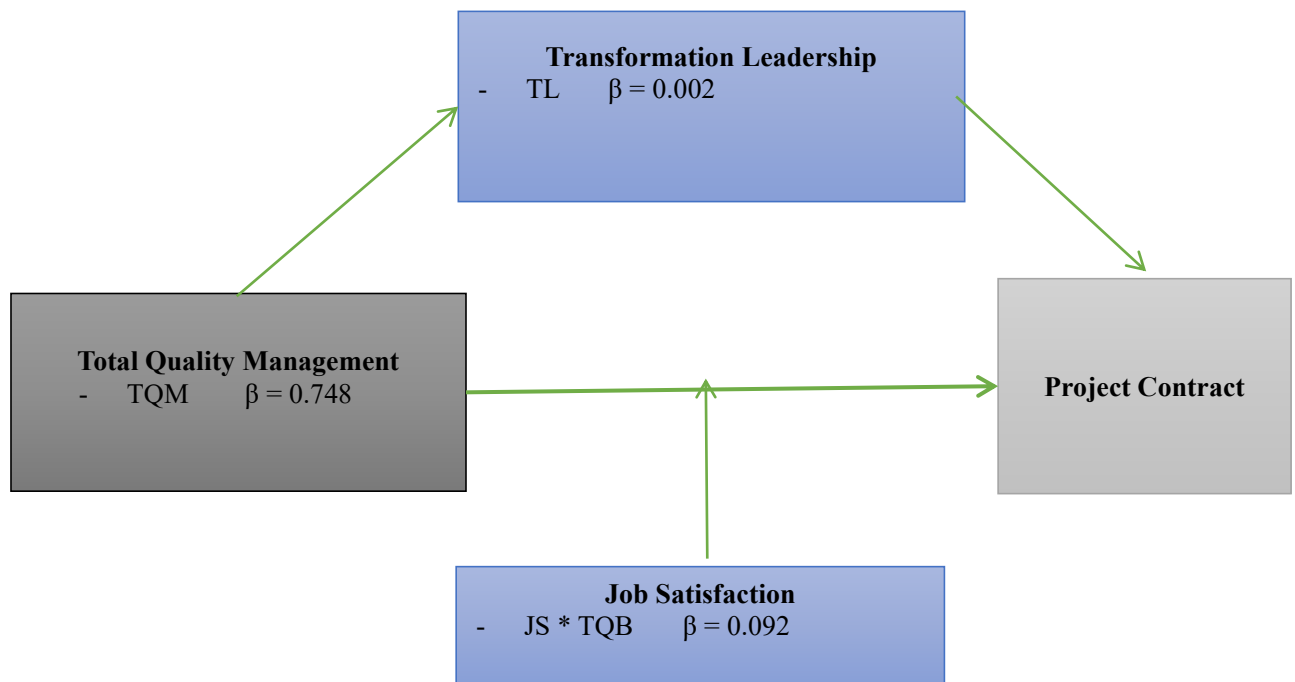 Transformation Leadership
- TL β = 0.002
Total Quality Management
- TQM β = 0.748
Project Contract
Job Satisfaction
- JS * TQB β = 0.092